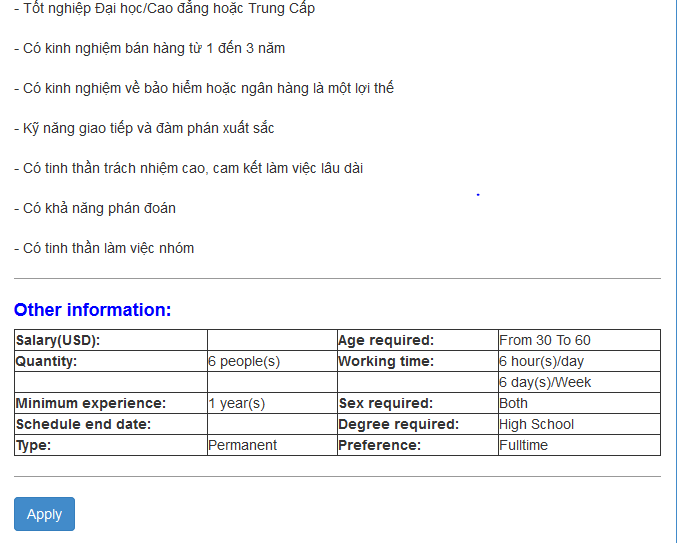 - Tốt nghiệp Đại học/Cao đẳng hoặc Trung Cấp
- Có kinh nghiệm bán hàng từ 1 đến 3 năm
- Có kinh nghiệm về bảo hiểm hoặc ngân hàng là một lợi thế
- Kỹ năng giao tiếp và đàm phán xuất sắc
- Có tinh thần trách nhiệm cao, cam kết làm việc lâu dài
- Có khả năng phán đoán
- Có tinh thần làm việc nhóm
Other information:
Salary(USD): Age required: From 30 To 60
Quantity: 6 people(s) Working time: 6 hour(s)/day
6 day(s)/Week
Minimum experience: 1 year(s) Sex required: Both
Schedule end date: Degree required: High School
Type: Permanent Preference: Fulltime
Apply